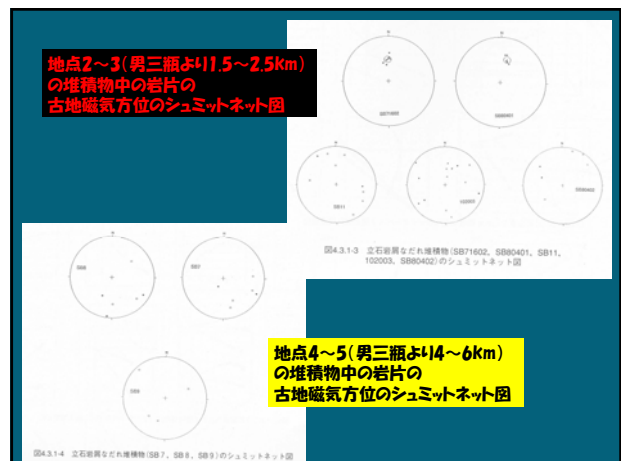 地点2～3(男三瓶より1.5～2.5km)
の堆積物中の岩片の
古地磁気方位のシュミットネット図
SB71602
SB80401
SB11
102003
SB80402
図4.3.1-3 立石岩屑なだれ堆積物(SB71602, SB80401, SB11,
102003, SB80402)のシュミットネット図
SB8
SB7
SB9
地点4～5(男三瓶より4～6km)
の堆積物中の岩片の
古地磁気方位のシュミットネット図
図4.3.1-4 立石岩屑なだれ堆積物(SB7, SB8, SB9)のシュミットネット図